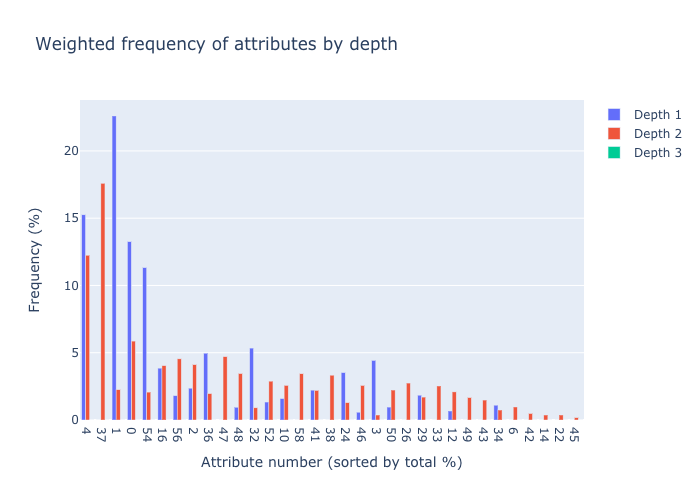 Weighted frequency of attributes by depth
Depth 1
Depth 2
Depth 3
Frequency (%)
20
15
10
5
0
4 37 1 0 54 16 56 2 36 47 48 32 52 10 58 41 38 24 46 3 50 26 29 33 12 49 43 34 6 42 14 22 45
Attribute number (sorted by total %)